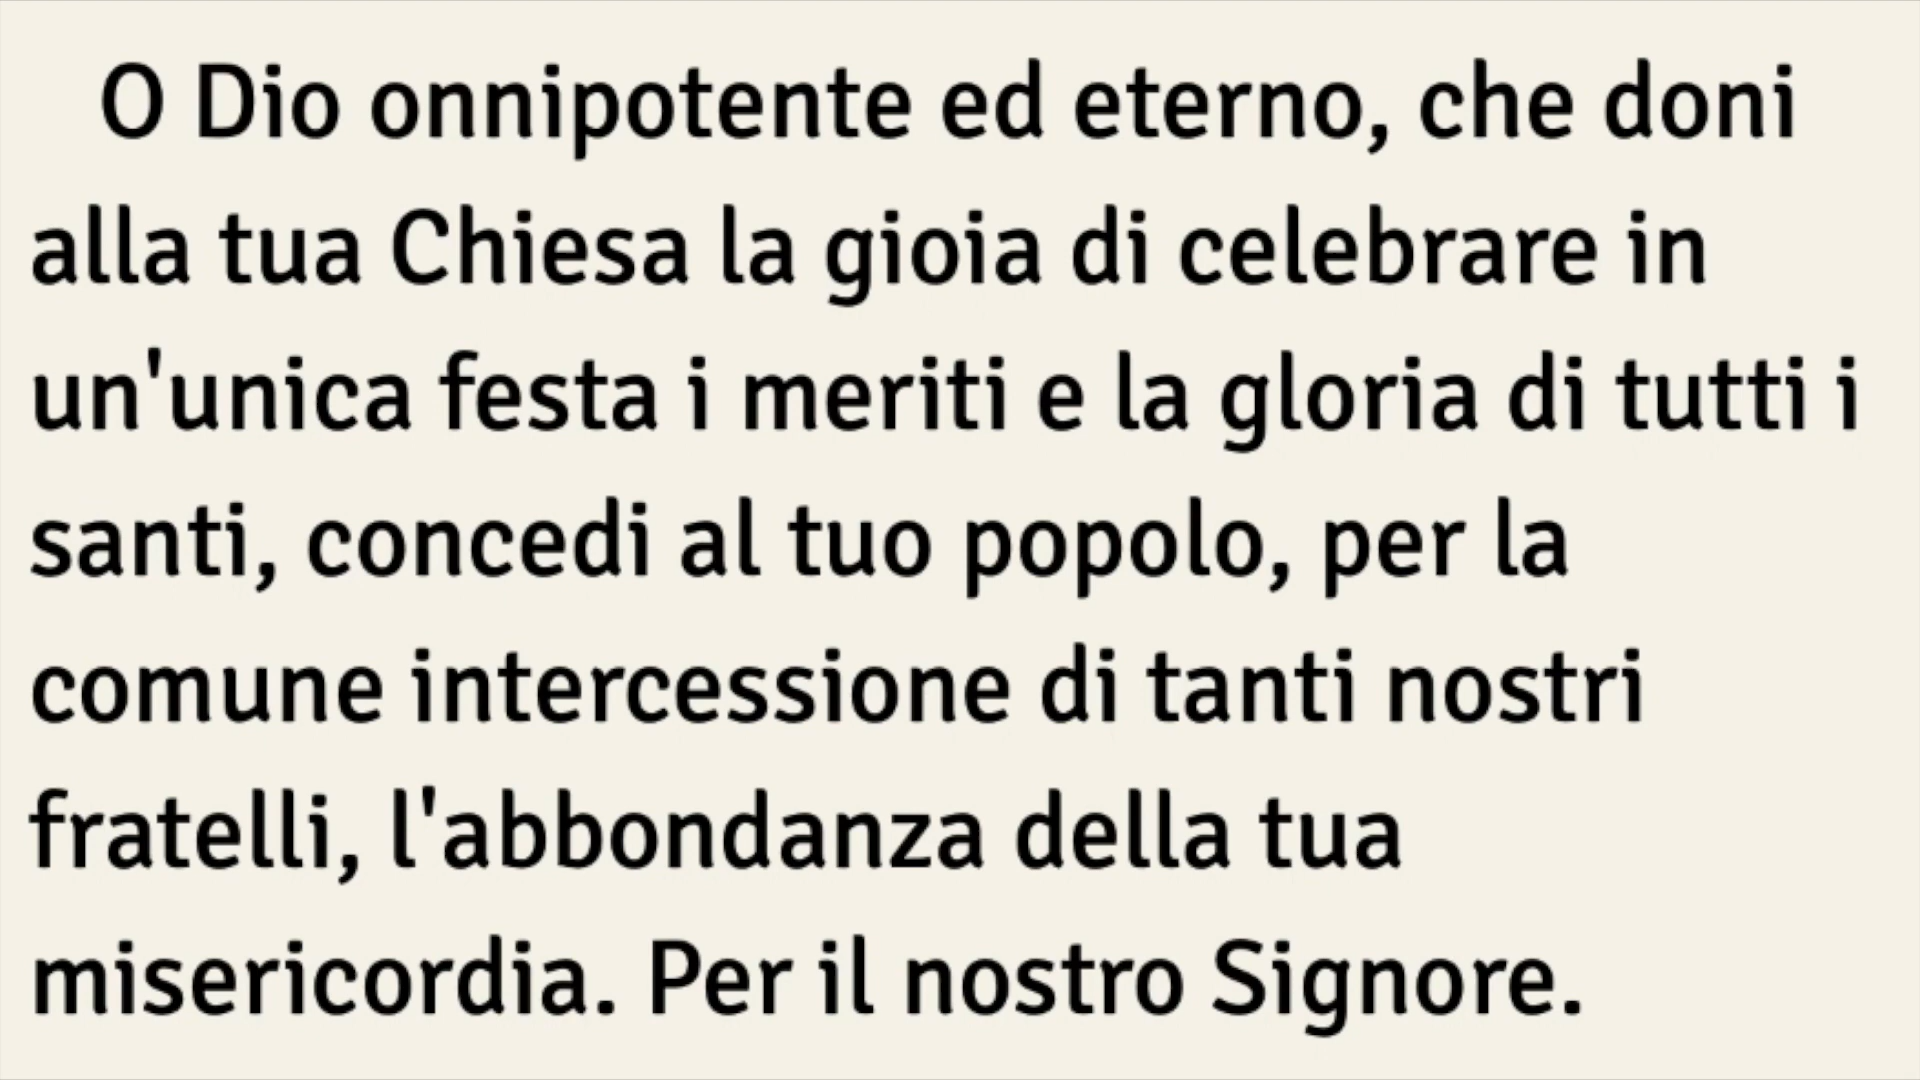 O Dio onnipotente ed eterno, che doni
alla tua Chiesa la gioia di celebrare in
un'unica festa i meriti e la gloria di tutti i
santi, concedi al tuo popolo, per la
comune intercessione di tanti nostri
fratelli, l'abbondanza della tua
misericordia. Per il nostro Signore.